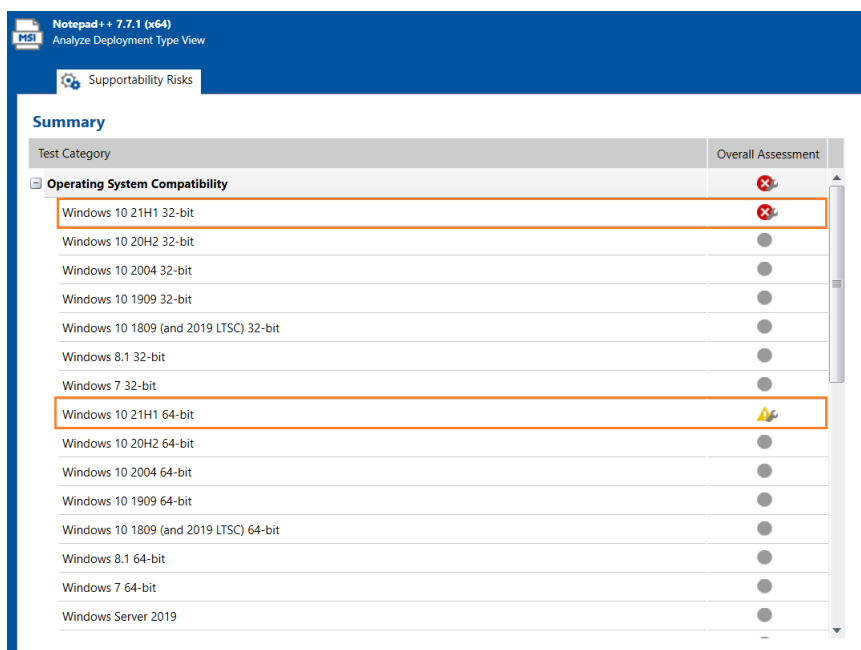 MSI
Notepad++ 7.7.1 (x64)
Analyze Deployment Type View
Supportability Risks
Summary
Test Category Overall Assessment
Operating System Compatibility
Windows 10 21H1 32-bit
Windows 10 20H2 32-bit
Windows 10 2004 32-bit
Windows 10 1909 32-bit
Windows 10 1809 (and 2019 LTSC) 32-bit
Windows 8.1 32-bit
Windows 7 32-bit
Windows 10 21H1 64-bit
Windows 10 20H2 64-bit
Windows 10 2004 64-bit
Windows 10 1909 64-bit
Windows 10 1809 (and 2019 LTSC) 64-bit
Windows 8.1 64-bit
Windows 7 64-bit
Windows Server 2019